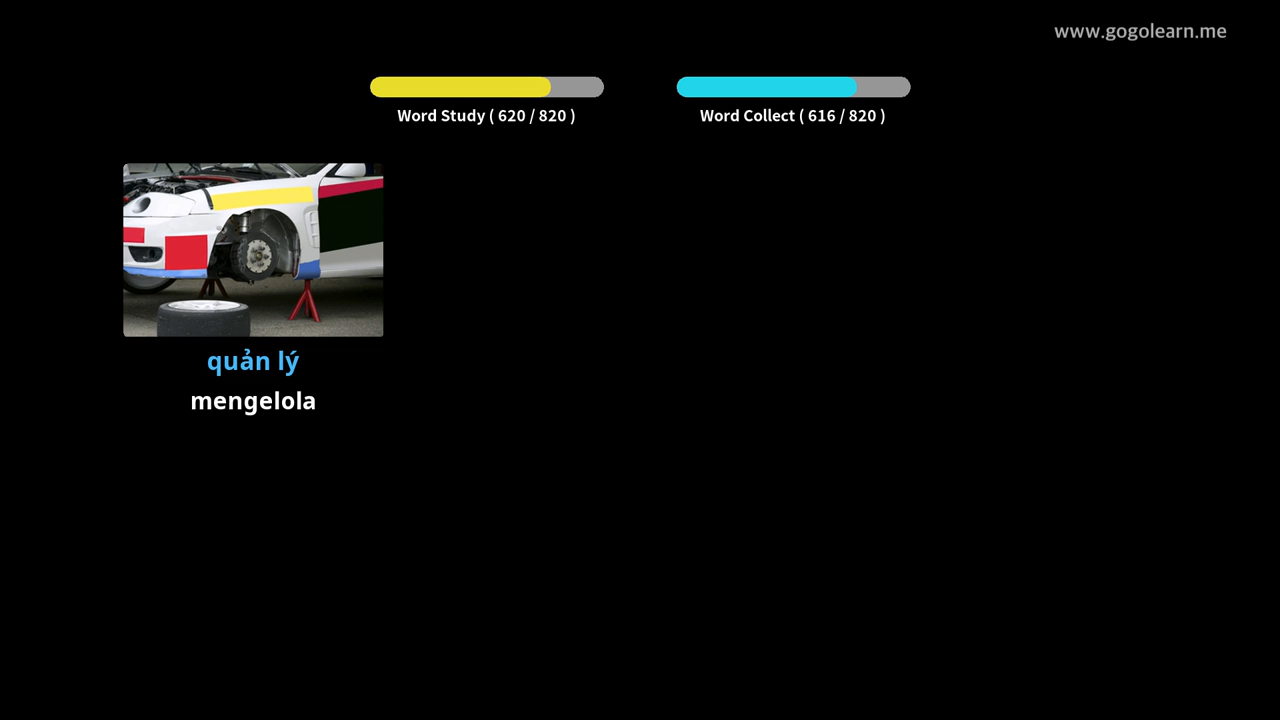 www.gogolearn.me
Word Study ( 620 / 820 )
Word Collect ( 616 / 820 )
quản lý
mengelola